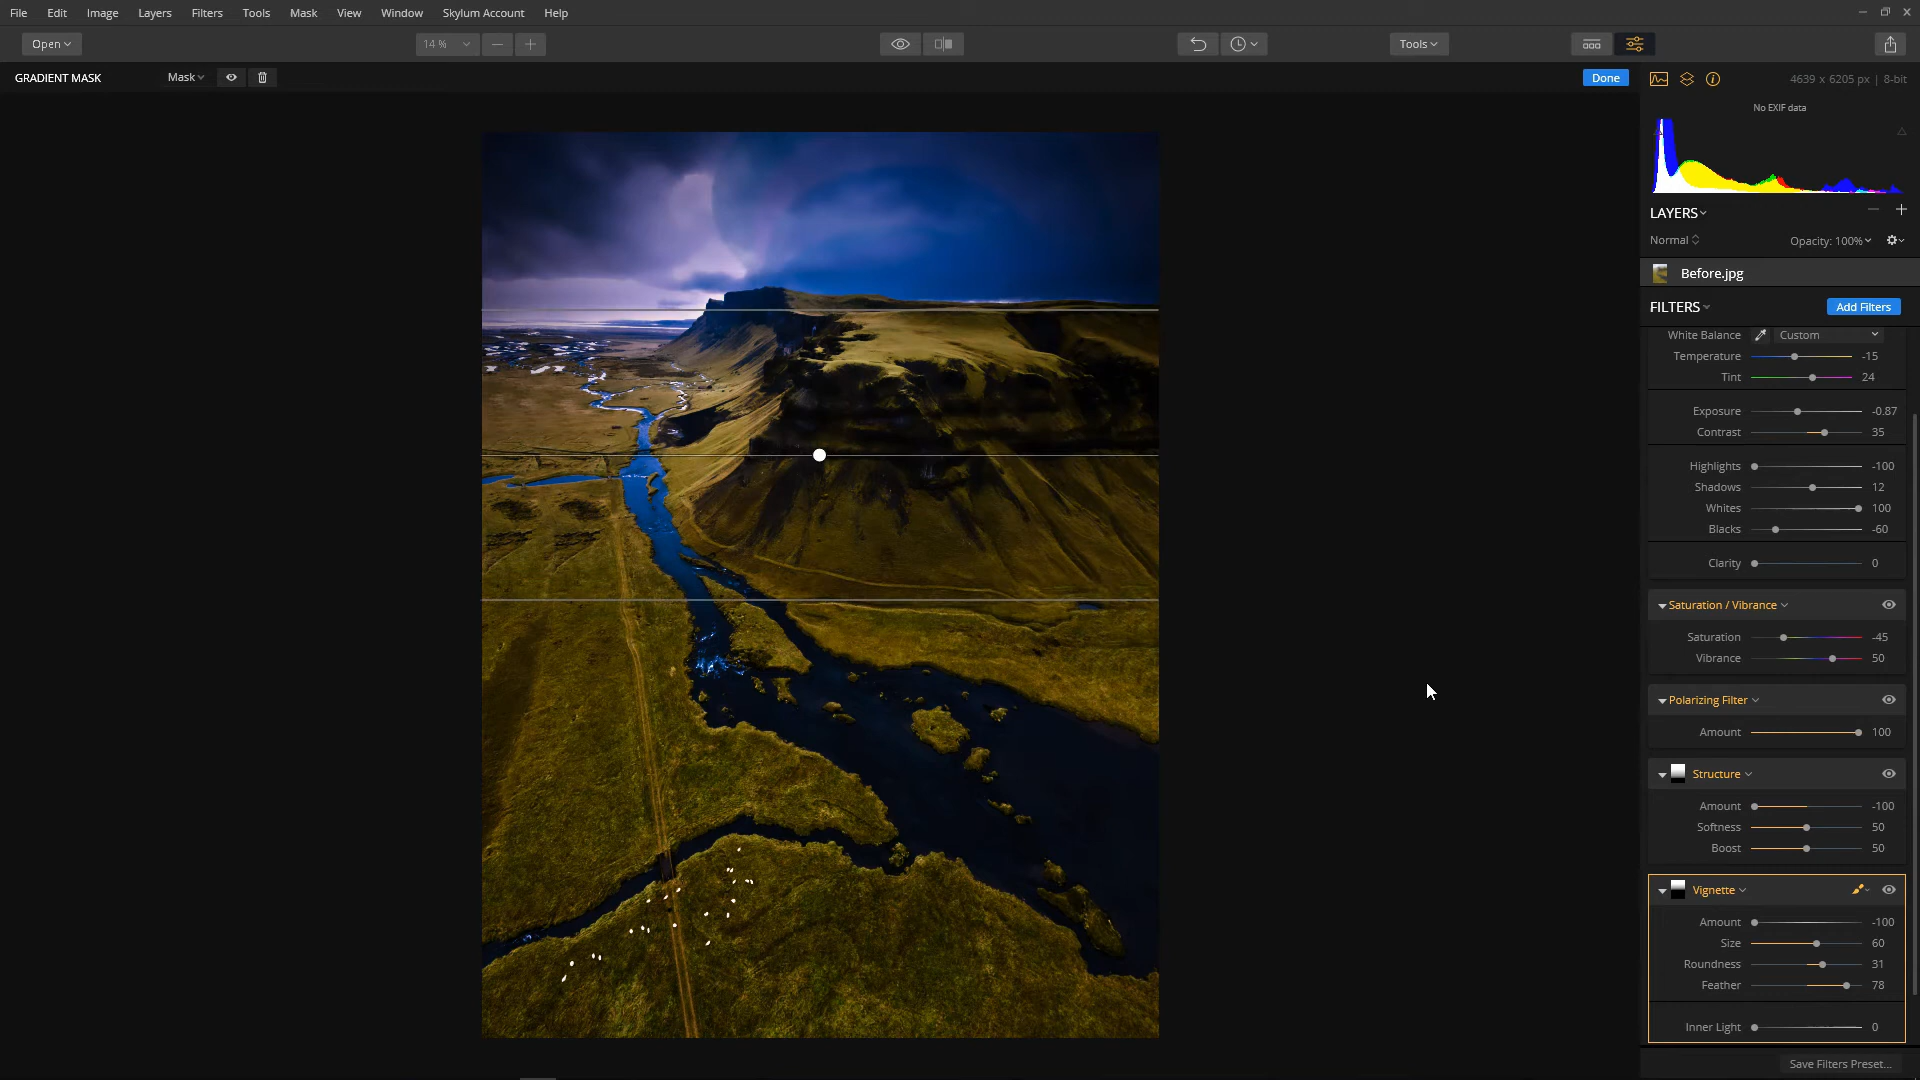 File Edit Image Layers Filters Tools Mask View Window Skylum Account Help
Open 14 % Tools
GRADIENT MASK Mask Done
4639 x 6205 px | 8-bit
No EXIF data
LAYERS
Normal Opacity: 100%
Before.jpg
FILTERS Add Filters
White Balance Custom
Temperature -15
Tint 24
Exposure -0.87
Contrast 35
Highlights -100
Shadows 12
Whites 100
Blacks -60
Clarity 0
Saturation / Vibrance
Saturation -45
Vibrance 50
Polarizing Filter
Amount 100
Structure
Amount -100
Softness 50
Boost 50
Vignette
Amount -100
Size 60
Roundness 31
Feather 78
Inner Light 0
Save Filters Preset...